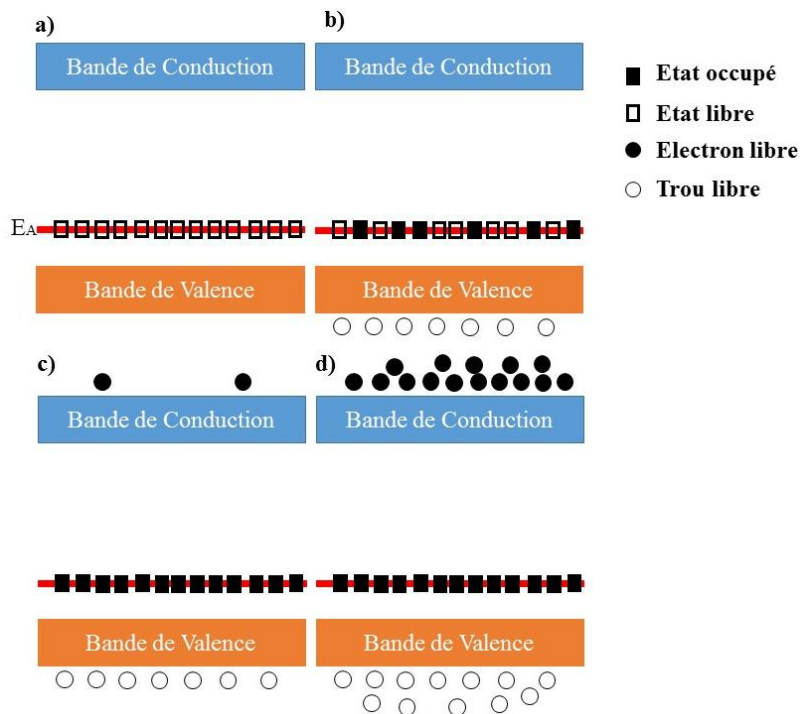 a)
b)
Bande de Conduction
Bande de Conduction
Etat occupé
Etat libre
Electron libre
Trou libre
EA
Bande de Valence
Bande de Valence
c)
d)
Bande de Conduction
Bande de Conduction
Bande de Valence
Bande de Valence